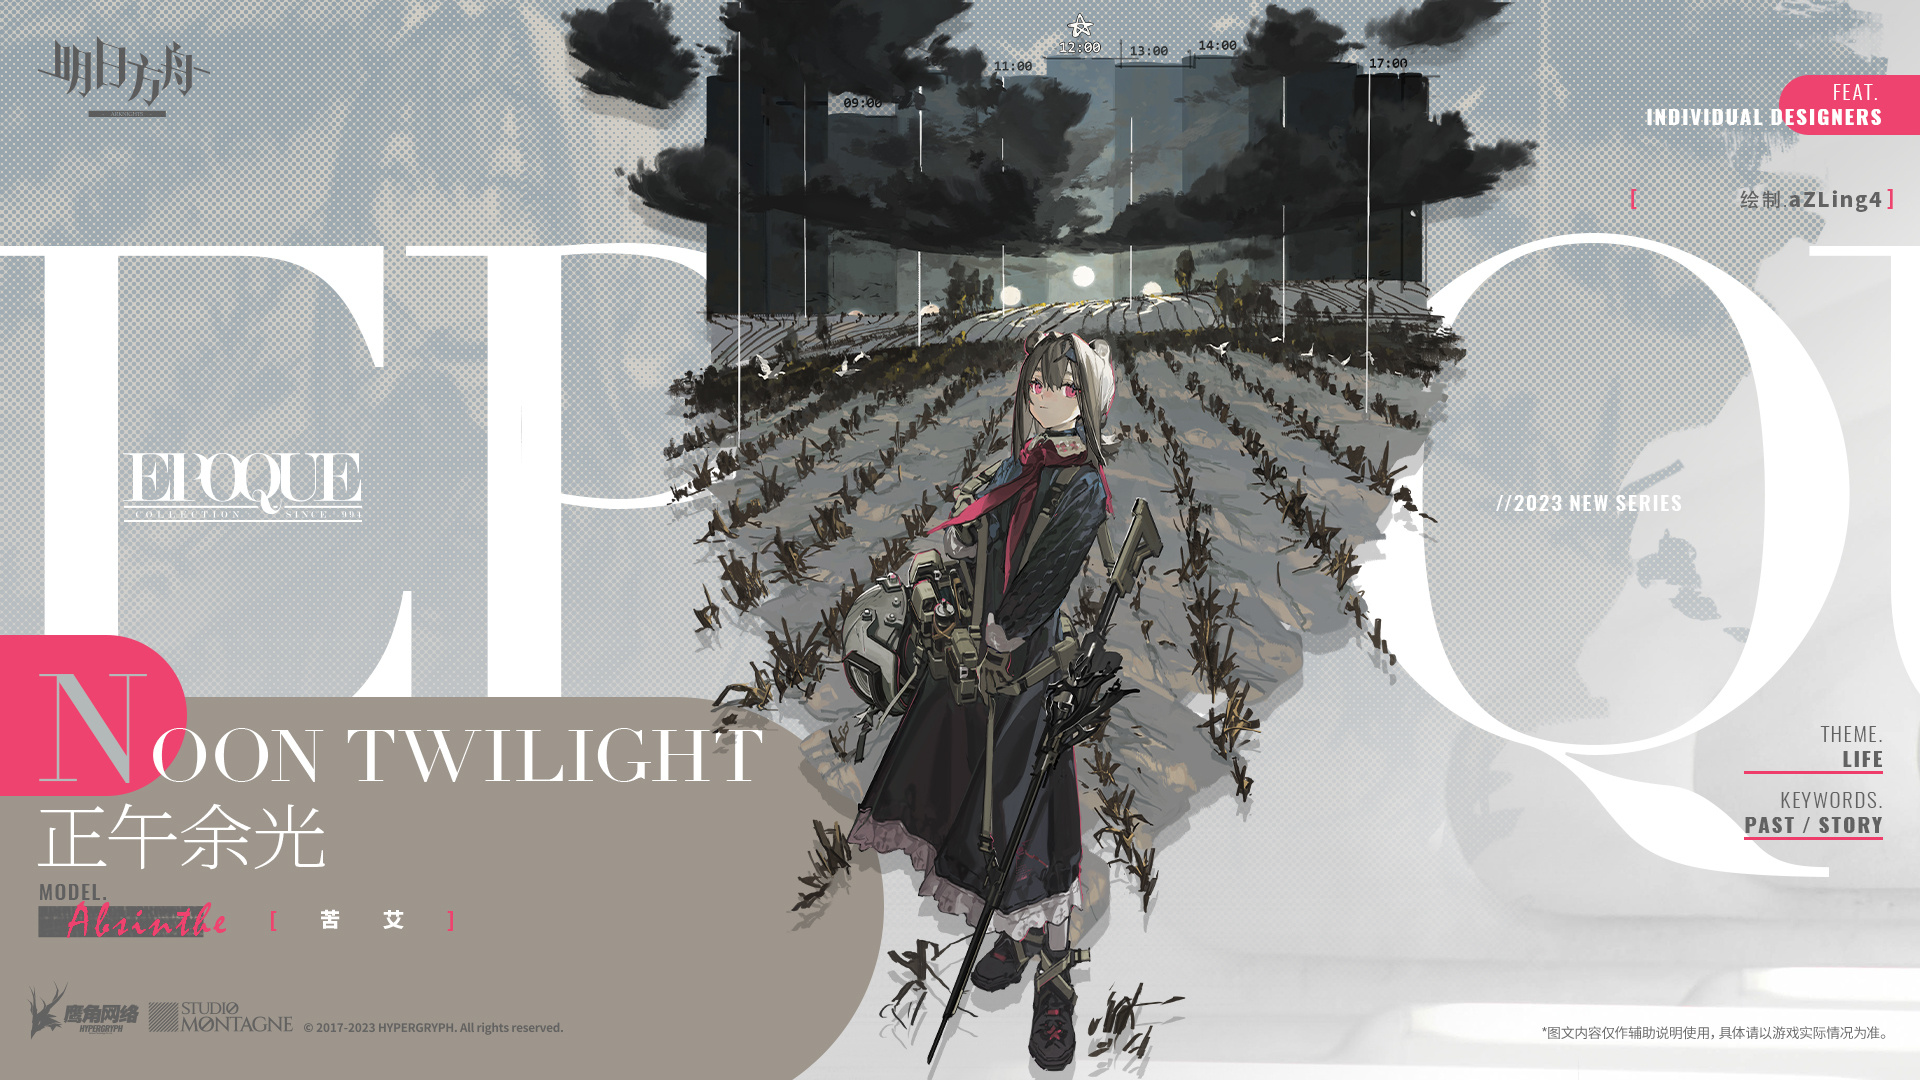 明日方舟
09:00
11:00
12:00
13:00
14:00
17:00
FEAT.
INDIVIDUAL DESIGNERS
[ 绘制.aZLing4 ]
EPOQU
EPOQUE
COLLECTION SINCE 994
//2023 NEW SERIES
NOON TWILIGHT
正午余光
MODEL.
Absinthe [ 苦 艾 ]
THEME.
LIFE
KEYWORDS.
PAST / STORY
鹰角网络
HYPERGRYPH
STUDIO
MONTAGNE
© 2017-2023 HYPERGRYPH. All rights reserved.
*图文内容仅作辅助说明使用，具体请以游戏实际情况为准。